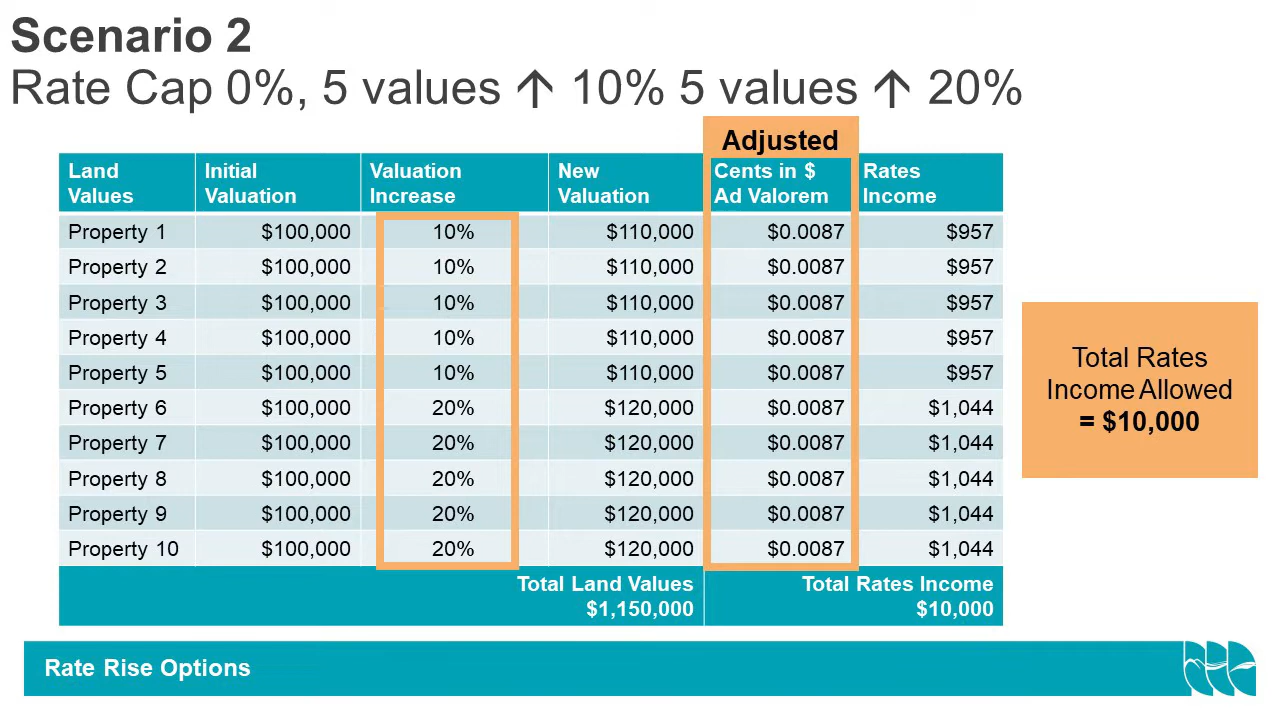 Scenario 2
Rate Cap 0%, 5 values ↑ 10% 5 values ↑ 20%
Adjusted
Land Values Initial Valuation Valuation Increase New Valuation Cents in $ Ad Valorem Rates Income
Property 1 $100,000 10% $110,000 $0.0087 $957
Property 2 $100,000 10% $110,000 $0.0087 $957
Property 3 $100,000 10% $110,000 $0.0087 $957
Property 4 $100,000 10% $110,000 $0.0087 $957
Property 5 $100,000 10% $110,000 $0.0087 $957
Property 6 $100,000 20% $120,000 $0.0087 $1,044
Property 7 $100,000 20% $120,000 $0.0087 $1,044
Property 8 $100,000 20% $120,000 $0.0087 $1,044
Property 9 $100,000 20% $120,000 $0.0087 $1,044
Property 10 $100,000 20% $120,000 $0.0087 $1,044
Total Land Values Total Rates Income
$1,150,000 $10,000
Total Rates
Income Allowed
= $10,000
Rate Rise Options